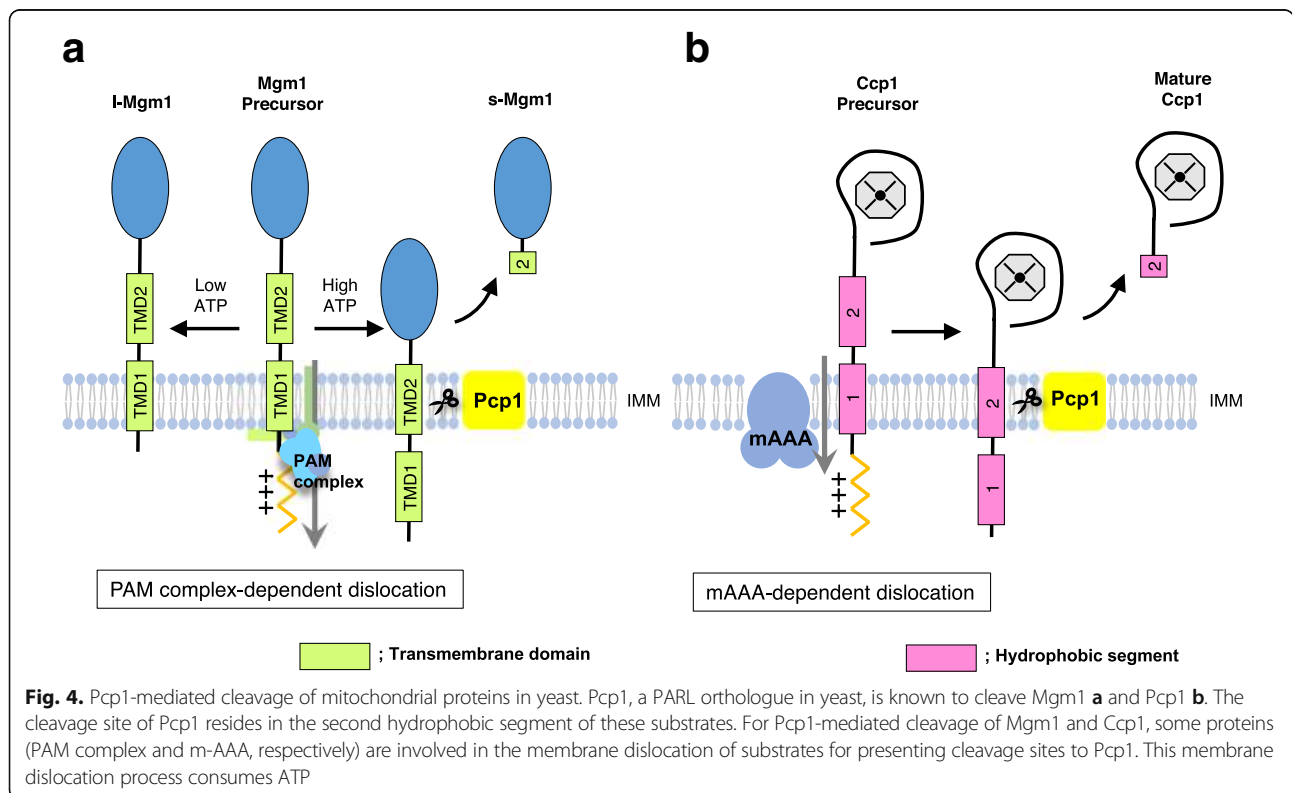 a
l-Mgm1
Mgm1
Precursor
s-Mgm1
Low
ATP
High
ATP
TMD2
TMD1
TMD2
TMD1
TMD2
TMD1
2
Pcp1
IMM
PAM
complex
+++
PAM complex-dependent dislocation
; Transmembrane domain
b
Ccp1
Precursor
Mature
Ccp1
2
1
2
1
2
mAAA
Pcp1
IMM
+++
mAAA-dependent dislocation
; Hydrophobic segment
Fig. 4. Pcp1-mediated cleavage of mitochondrial proteins in yeast. Pcp1, a PARL orthologue in yeast, is known to cleave Mgm1 a and Pcp1 b. The
cleavage site of Pcp1 resides in the second hydrophobic segment of these substrates. For Pcp1-mediated cleavage of Mgm1 and Ccp1, some proteins
(PAM complex and m-AAA, respectively) are involved in the membrane dislocation of substrates for presenting cleavage sites to Pcp1. This membrane
dislocation process consumes ATP